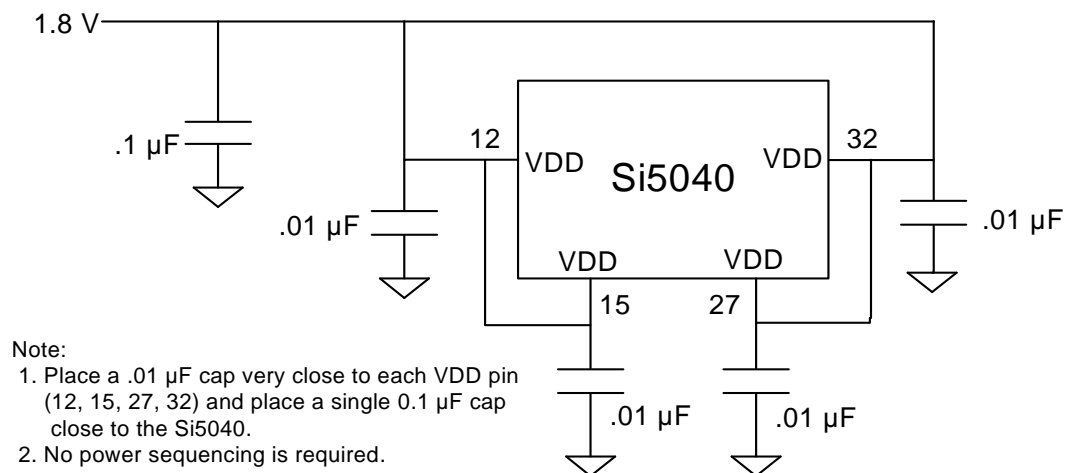 1.8 V
.1 µF
12
VDD
Si5040
VDD
32
.01 µF
.01 µF
VDD
VDD
15
27
.01 µF
.01 µF
Note:
1. Place a .01 µF cap very close to each VDD pin
(12, 15, 27, 32) and place a single 0.1 µF cap
close to the Si5040.
2. No power sequencing is required.